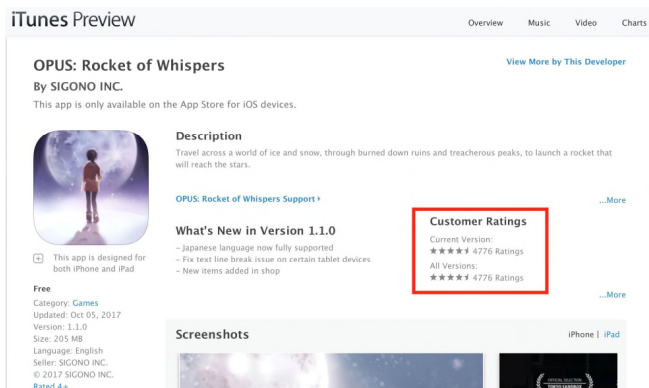 iTunes Preview
Overview Music Video Charts
OPUS: Rocket of Whispers
View More by This Developer
By SIGONO INC.
This app is only available on the App Store for iOS devices.
Description
Travel across a world of ice and snow, through burned down ruins and treacherous peaks, to launch a rocket that
will reach the stars.
OPUS: Rocket of Whispers Support ›
...More
What's New in Version 1.1.0
– Japanese language now fully supported
– Fix text line break issue on certain tablet devices
– New items added in shop
Customer Ratings
Current Version:
★★★★⯨ 4776 Ratings
All Versions:
★★★★⯨ 4776 Ratings
...More
This app is designed for
both iPhone and iPad
Free
Category: Games
Updated: Oct 05, 2017
Version: 1.1.0
Size: 205 MB
Language: English
Seller: SIGONO INC.
© 2017 SIGONO INC.
Rated 4+
Screenshots
iPhone | iPad
OFFICIAL SELECTION
TOKYO SANDBOX